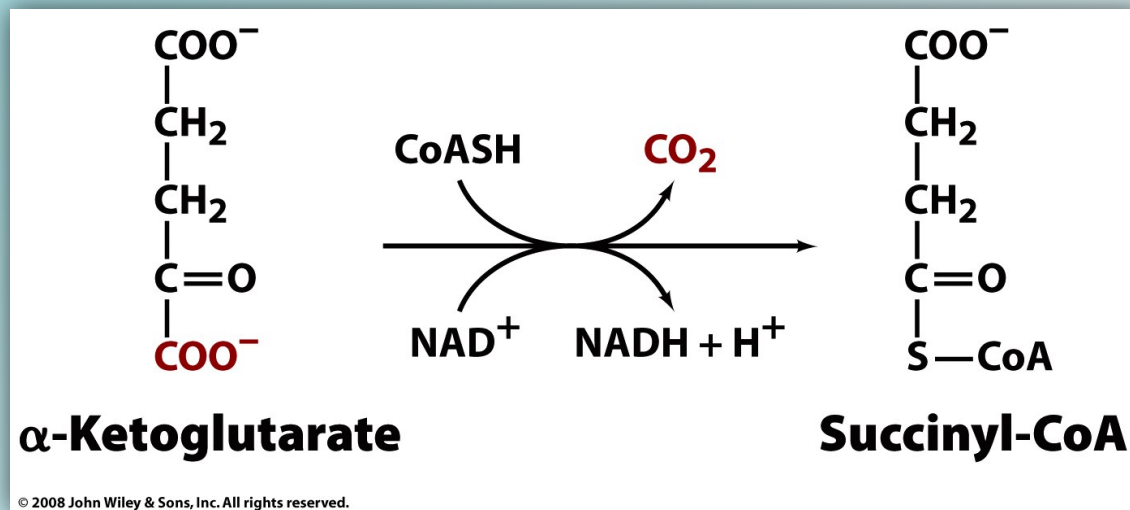 COO⁻
CH₂
CH₂
C=O
COO⁻
α-Ketoglutarate
CoASH
CO₂
NAD⁺
NADH + H⁺
COO⁻
CH₂
CH₂
C=O
S—CoA
Succinyl-CoA
© 2008 John Wiley & Sons, Inc. All rights reserved.